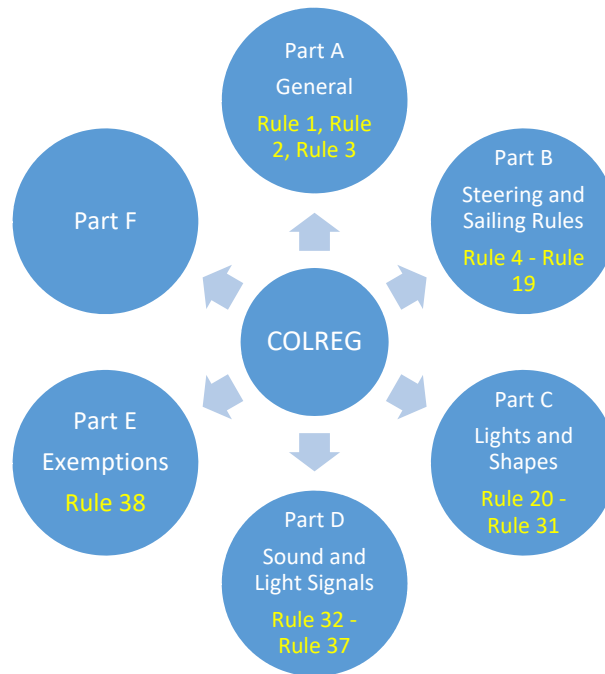 Part A
General
Rule 1, Rule
2, Rule 3
Part B
Steering and
Sailing Rules
Rule 4 - Rule
19
Part C
Lights and
Shapes
Rule 20 -
Rule 31
Part D
Sound and
Light Signals
Rule 32 -
Rule 37
Part E
Exemptions
Rule 38
Part F
COLREG